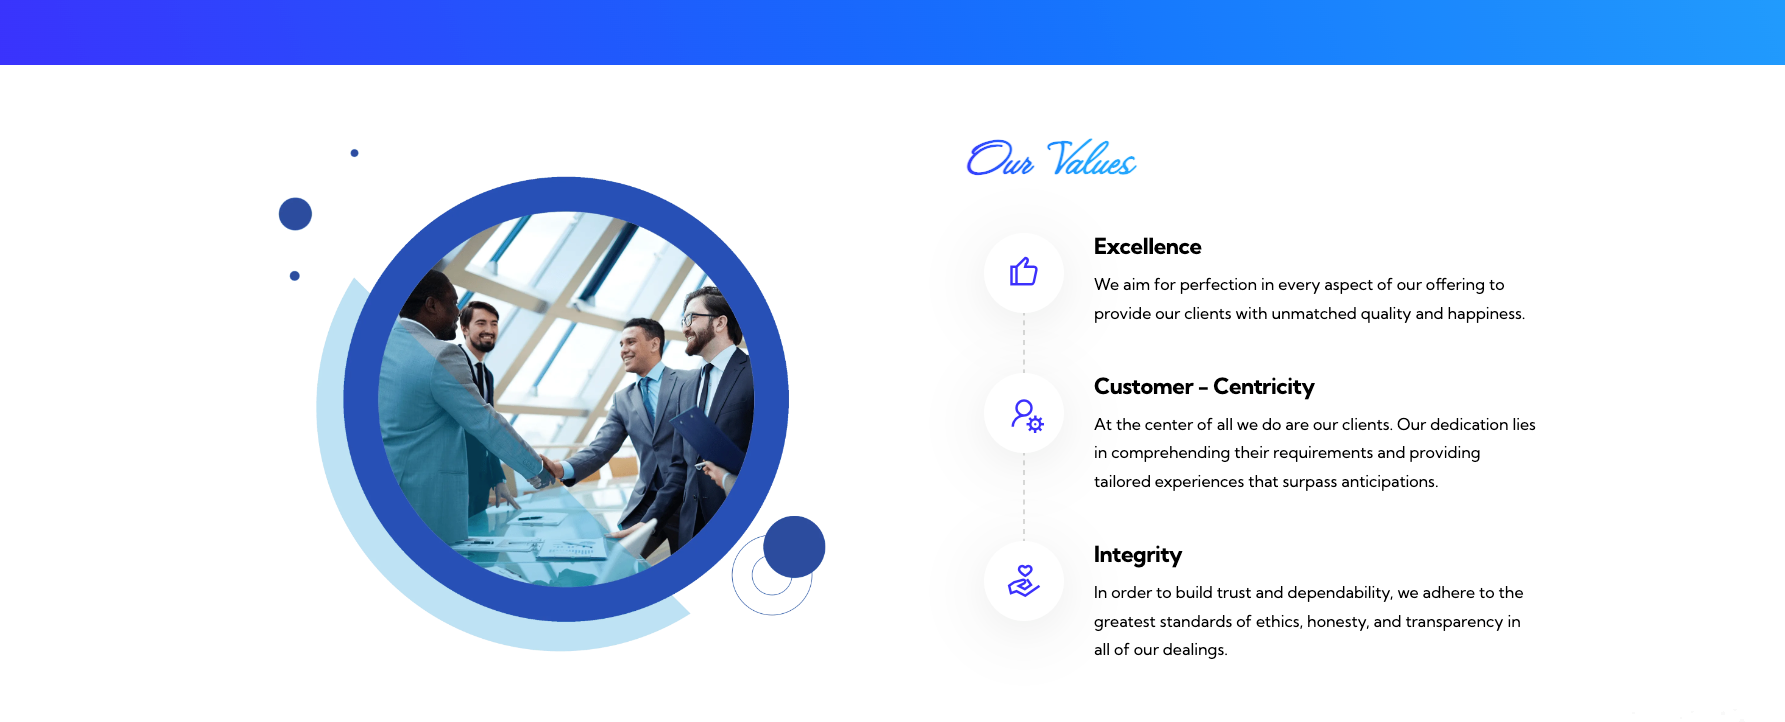 Our Values
Excellence
We aim for perfection in every aspect of our offering to
provide our clients with unmatched quality and happiness.
Customer - Centricity
At the center of all we do are our clients. Our dedication lies
in comprehending their requirements and providing
tailored experiences that surpass anticipations.
Integrity
In order to build trust and dependability, we adhere to the
greatest standards of ethics, honesty, and transparency in
all of our dealings.